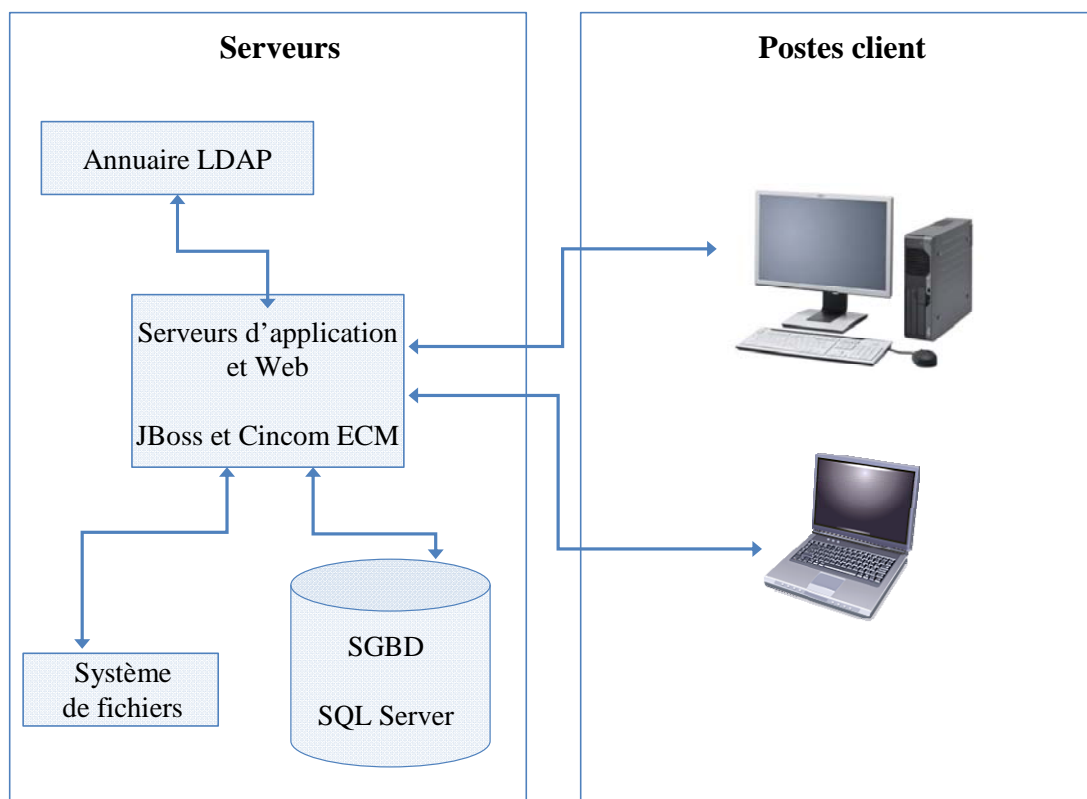 Serveurs
Postes client
Annuaire LDAP
Serveurs d’application
et Web
JBoss et Cincom ECM
Système
de fichiers
SGBD
SQL Server